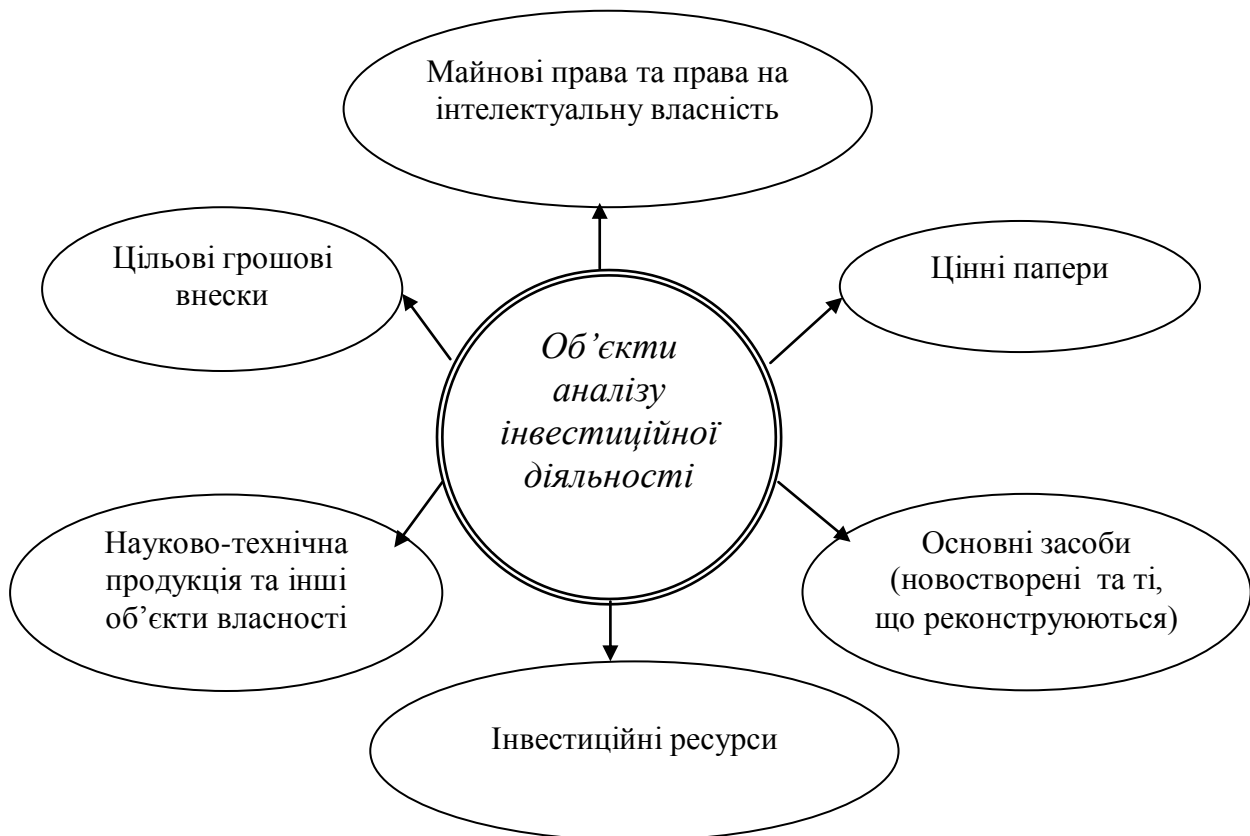 Майнові права та права на
інтелектуальну власність
Цільові грошові
внески
Цінні папери
Об’єкти
аналізу
інвестиційної
діяльності
Науково-технічна
продукція та інші
об’єкти власності
Основні засоби
(новостворені та ті,
що реконструюються)
Інвестиційні ресурси